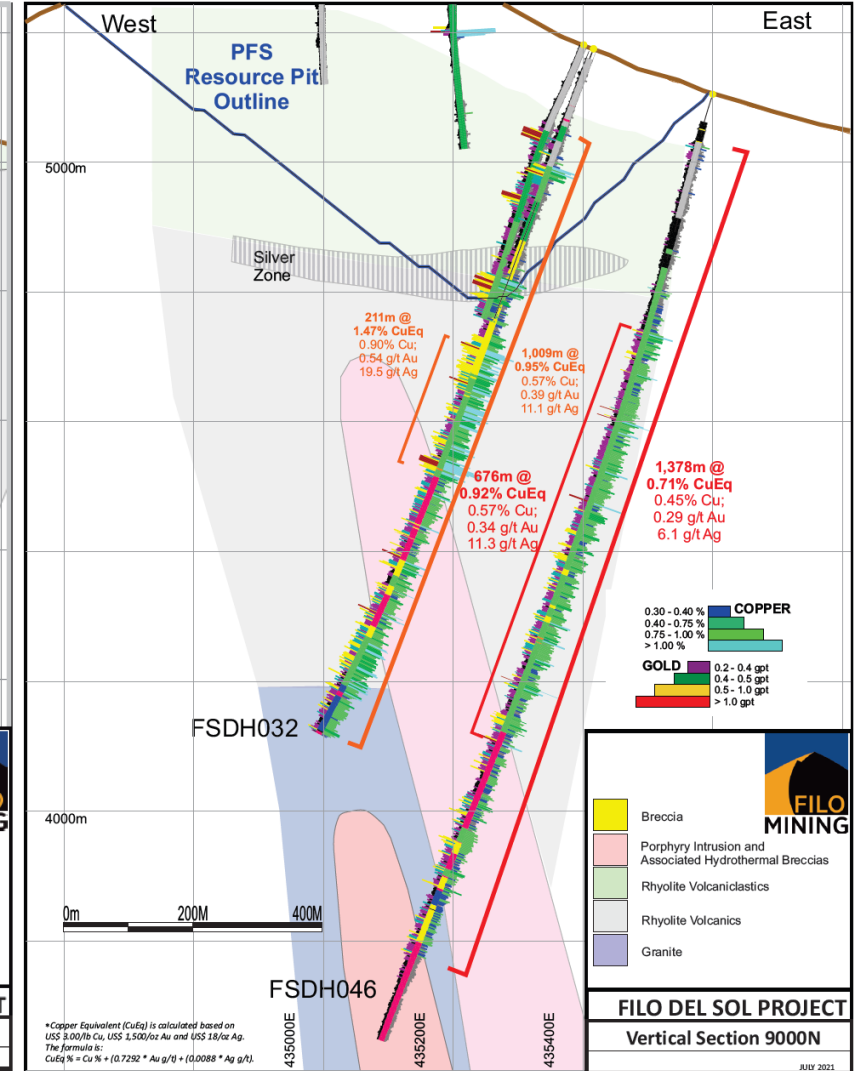 West
East
PFS
Resource Pit
Outline
5000m
Silver
Zone
211m @
1.47% CuEq
0.90% Cu;
0.54 g/t Au
19.5 g/t Ag
1,009m @
0.95% CuEq
0.57% Cu;
0.39 g/t Au
11.1 g/t Ag
676m @
0.92% CuEq
0.57% Cu;
0.34 g/t Au
11.3 g/t Ag
1,378m @
0.71% CuEq
0.45% Cu;
0.29 g/t Au
6.1 g/t Ag
0.30 - 0.40 % COPPER
0.40 - 0.75 %
0.75 - 1.00 %
> 1.00 %
GOLD 0.2 - 0.4 gpt
0.4 - 0.5 gpt
0.5 - 1.0 gpt
> 1.0 gpt
FSDH032
4000m
0m 200M 400M
FSDH046
435000E
435200E
435400E
FILO
MINING
Breccia
Porphyry Intrusion and
Associated Hydrothermal Breccias
Rhyolite Volcaniclastics
Rhyolite Volcanics
Granite
*Copper Equivalent (CuEq) is calculated based on
US$ 3.00/lb Cu, US$ 1,500/oz Au and US$ 18/oz Ag.
The formula is:
CuEq % = Cu % + (0.7292 * Au g/t) + (0.0088 * Ag g/t).
FILO DEL SOL PROJECT
Vertical Section 9000N
JULY 2021